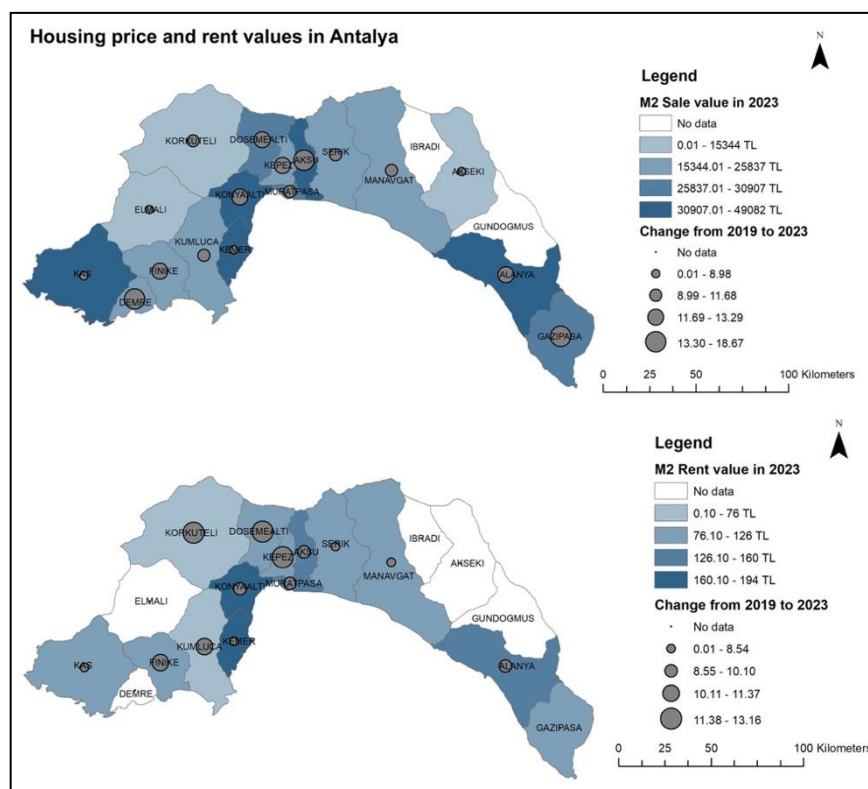 Housing price and rent values in Antalya
N
Legend
M2 Sale value in 2023
No data
0.01 - 15344 TL
15344.01 - 25837 TL
25837.01 - 30907 TL
30907.01 - 49082 TL
Change from 2019 to 2023
No data
0.01 - 8.98
8.99 - 11.68
11.69 - 13.29
13.30 - 18.67
0 25 50 100 Kilometers
KORKUTELI
DOSEMEALTI
KEPEZ
AKSU
SERIK
MANAVGAT
IBRADI
AKSEKI
GUNDOGMUS
ELMALI
KONYAALTI
MURATPASA
KUMLUCA
KEMER
KAS
FINIKE
DEMRE
ALANYA
GAZIPASA
N
Legend
M2 Rent value in 2023
No data
0.10 - 76 TL
76.10 - 126 TL
126.10 - 160 TL
160.10 - 194 TL
Change from 2019 to 2023
No data
0.01 - 8.54
8.55 - 10.10
10.11 - 11.37
11.38 - 13.16
0 25 50 100 Kilometers
KORKUTELI
DOSEMEALTI
KEPEZ
AKSU
SERIK
MANAVGAT
IBRADI
AKSEKI
GUNDOGMUS
ELMALI
KONYAALTI
MURATPASA
KUMLUCA
KEMER
KAS
FINIKE
DEMRE
ALANYA
GAZIPASA